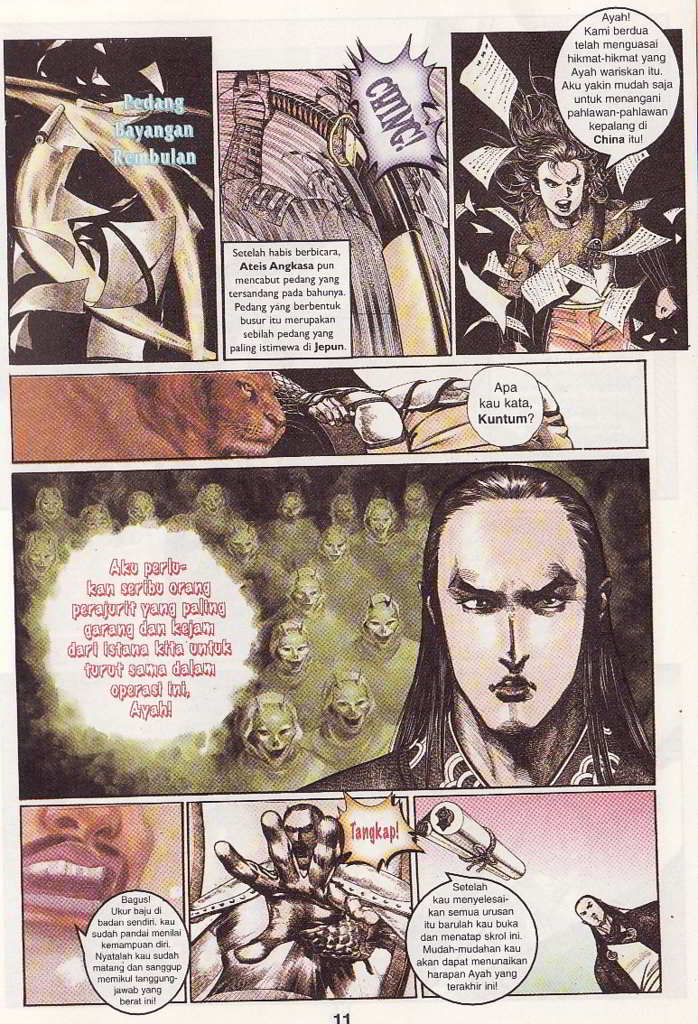 Pedang
Bayangan
Rembulan
CHING!
Setelah habis berbicara,
Ateis Angkasa pun
mencabut pedang yang
tersandang pada bahunya.
Pedang yang berbentuk
busur itu merupakan
sebilah pedang yang
paling istimewa di Jepun.
Ayah!
Kami berdua
telah menguasai
hikmat-hikmat yang
Ayah wariskan itu.
Aku yakin mudah saja
untuk menangani
pahlawan-pahlawan
kepalang di
China itu!
Apa
kau kata,
Kuntum?
Aku perlu-
kan seribu orang
perajurit yang paling
garang dan kejam
dari istana kita untuk
turut sama dalam
operasi ini,
Ayah!
Bagus!
Ukur baju di
badan sendiri. kau
sudah pandai menilai
kemampuan diri.
Nyatalah kau sudah
matang dan sanggup
memikul tanggung-
jawab yang
berat ini!
Tangkap!
Setelah
kau menyelesai-
kan semua urusan
itu barulah kau buka
dan menatap skrol ini.
Mudah-mudahan kau
akan dapat menunaikan
harapan Ayah yang
terakhir ini!
11